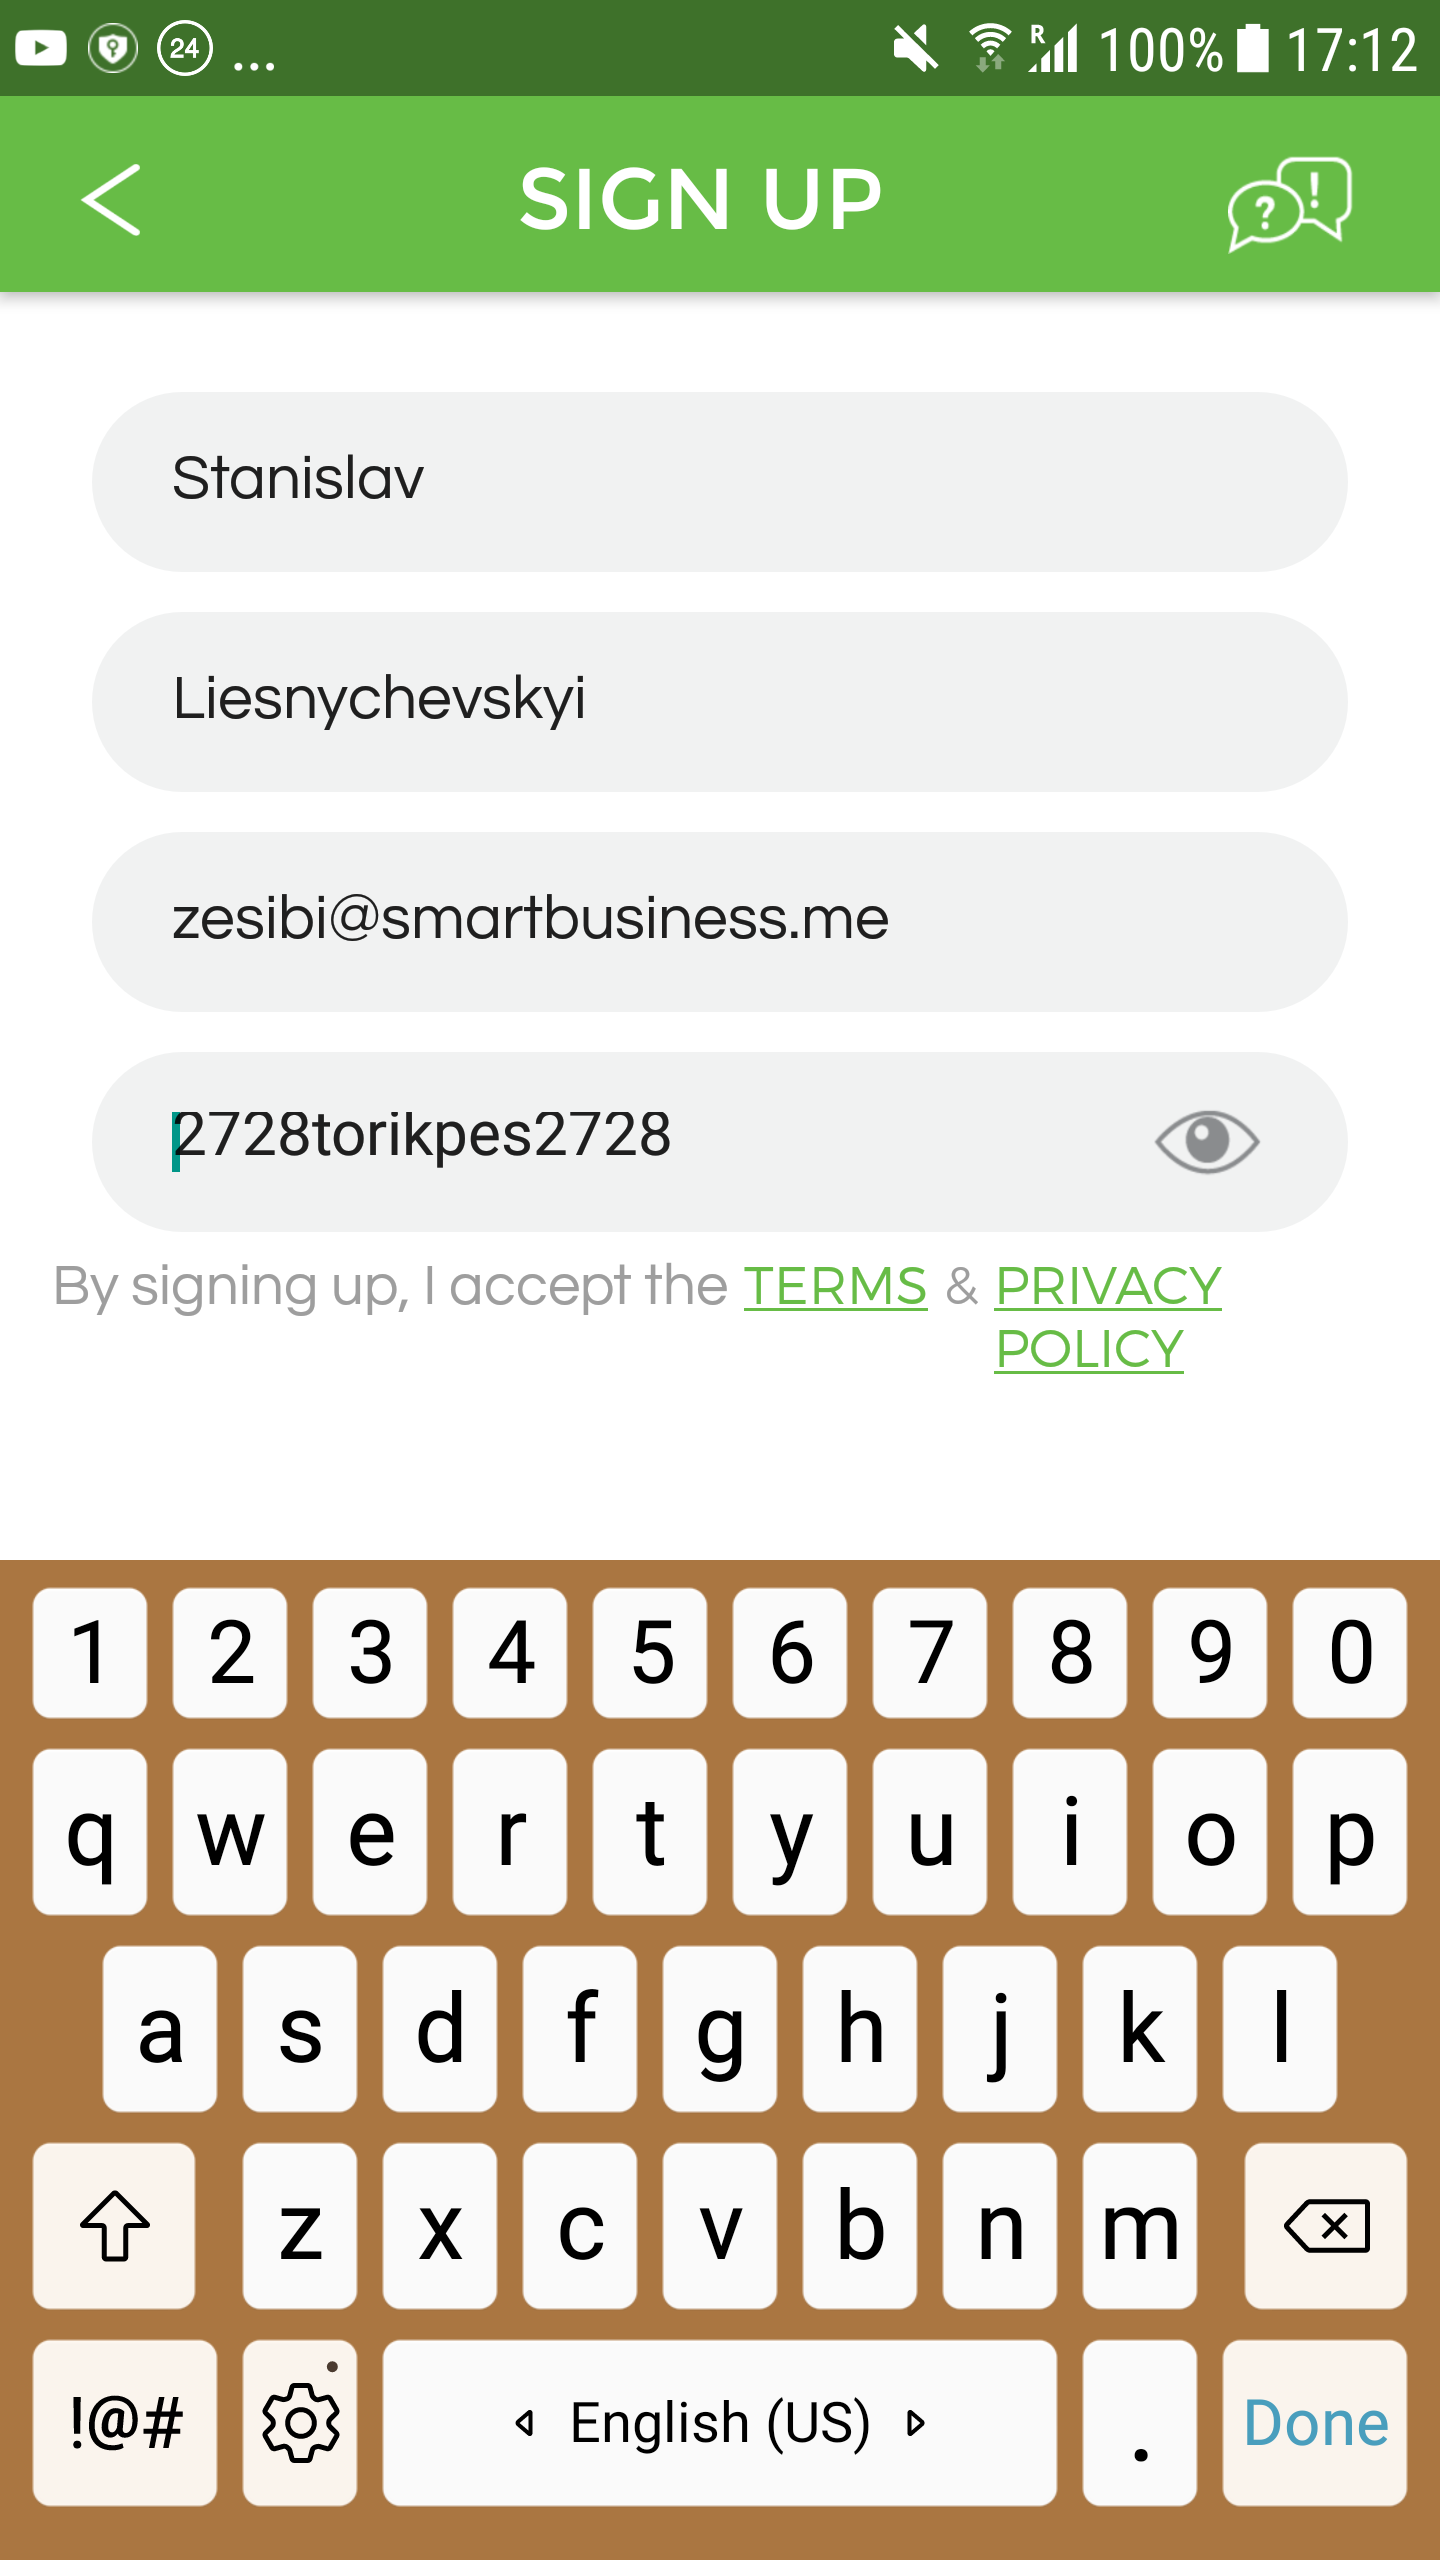 24 ... R 100% 17:12
SIGN UP
? !
Stanislav
Liesnychevskyi
zesibi@smartbusiness.me
2728torikpes2728
By signing up, I accept the TERMS & PRIVACY
POLICY
1 2 3 4 5 6 7 8 9 0
q w e r t y u i o p
a s d f g h j k l
z x c v b n m
!@# English (US) . Done